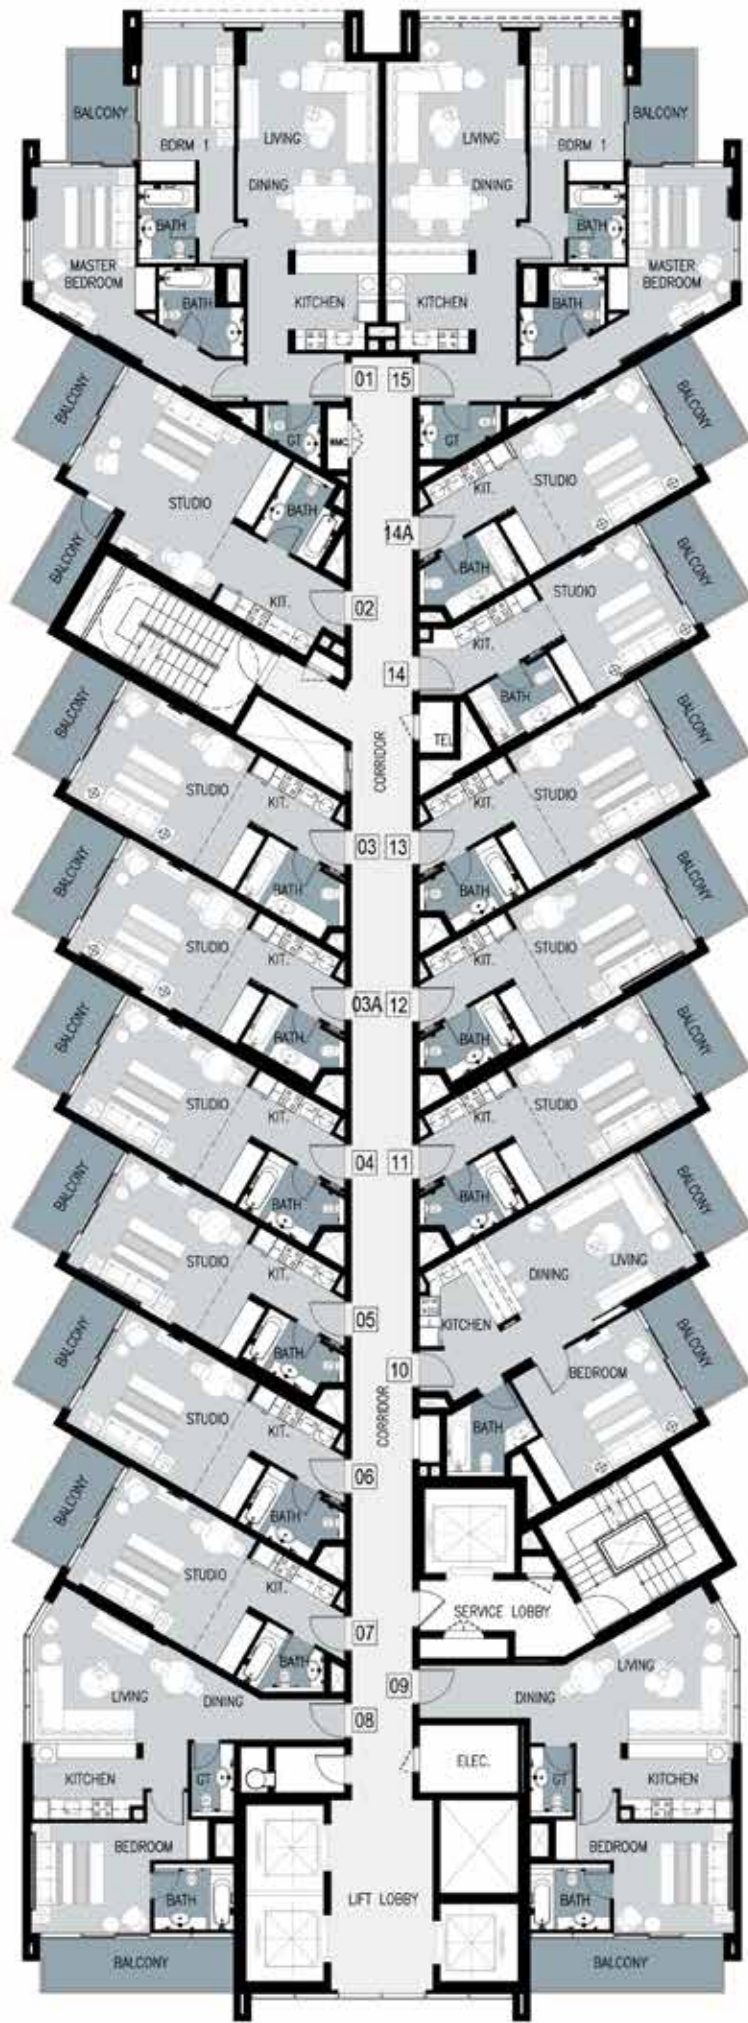 BALCONY
BDRM 1
LIVING
DINING
BATH
MASTER
BEDROOM
BATH
KITCHEN
LIVING
DINING
BDRM 1
BALCONY
BATH
MASTER
BEDROOM
BATH
KITCHEN
01
15
GT
RMC
GT
BALCONY
STUDIO
BATH
BALCONY
KIT.
02
BALCONY
KIT.
STUDIO
14A
BATH
BALCONY
STUDIO
KIT.
14
BATH
TEL
CORRIDOR
BALCONY
STUDIO
KIT.
03
BATH
BALCONY
STUDIO
KIT.
13
BATH
BALCONY
STUDIO
KIT.
03A
BATH
BALCONY
STUDIO
KIT.
12
BATH
BALCONY
STUDIO
KIT.
04
BATH
BALCONY
STUDIO
KIT.
11
BATH
BALCONY
STUDIO
KIT.
05
BATH
BALCONY
LIVING
DINING
KITCHEN
10
BALCONY
BEDROOM
BATH
CORRIDOR
BALCONY
STUDIO
KIT.
06
BATH
BALCONY
STUDIO
KIT.
07
BATH
SERVICE LOBBY
09
LIVING
DINING
08
KITCHEN
GT
BEDROOM
BATH
BALCONY
ELEC.
LIFT LOBBY
LIVING
DINING
GT
KITCHEN
BEDROOM
BATH
BALCONY